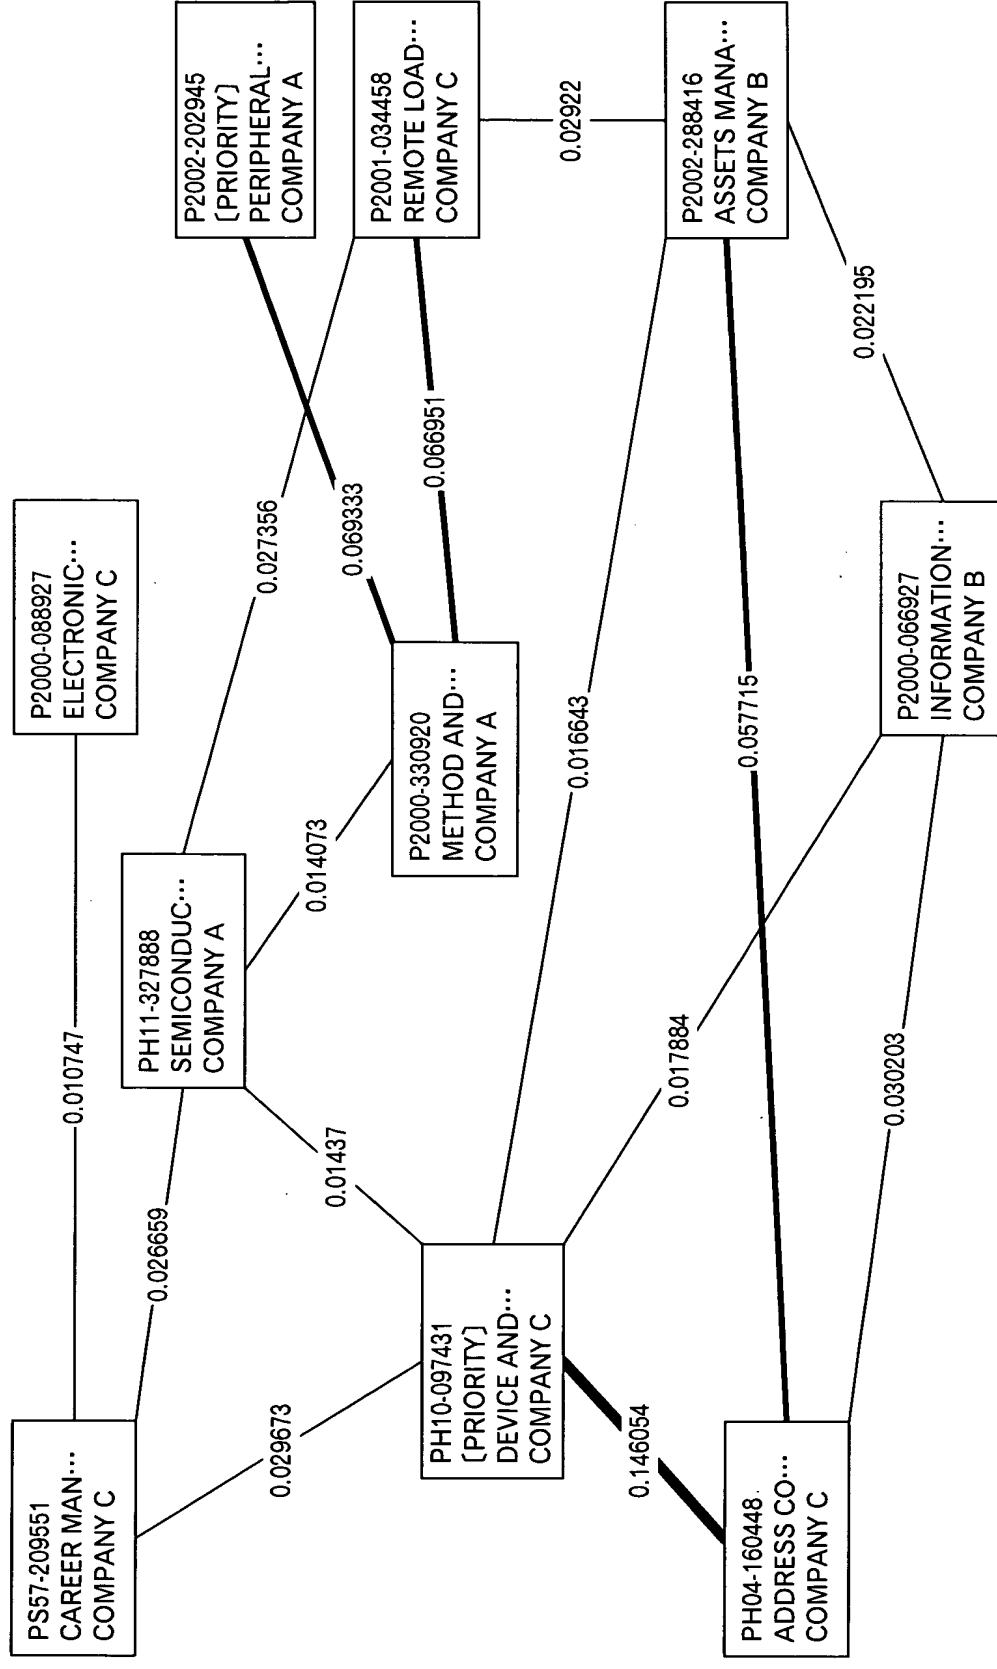 PS57-209551
CAREER MAN…
COMPANY C
0.010747
P2000-088927
ELECTRONIC…
COMPANY C
0.026659
PH11-327888
SEMICONDUC…
COMPANY A
0.027356
P2002-202945
[PRIORITY]
PERIPHERAL…
COMPANY A
0.029673
0.01437
0.014073
0.069333
P2001-034458
REMOTE LOAD…
COMPANY C
0.066951
PH10-097431
[PRIORITY]
DEVICE AND…
COMPANY C
P2000-330920
METHOD AND…
COMPANY A
0.02922
0.016643
0.146054
0.017884
0.057715
P2002-288416
ASSETS MANA…
COMPANY B
PH04-160448
ADDRESS CO…
COMPANY C
0.030203
0.022195
P2000-066927
INFORMATION…
COMPANY B